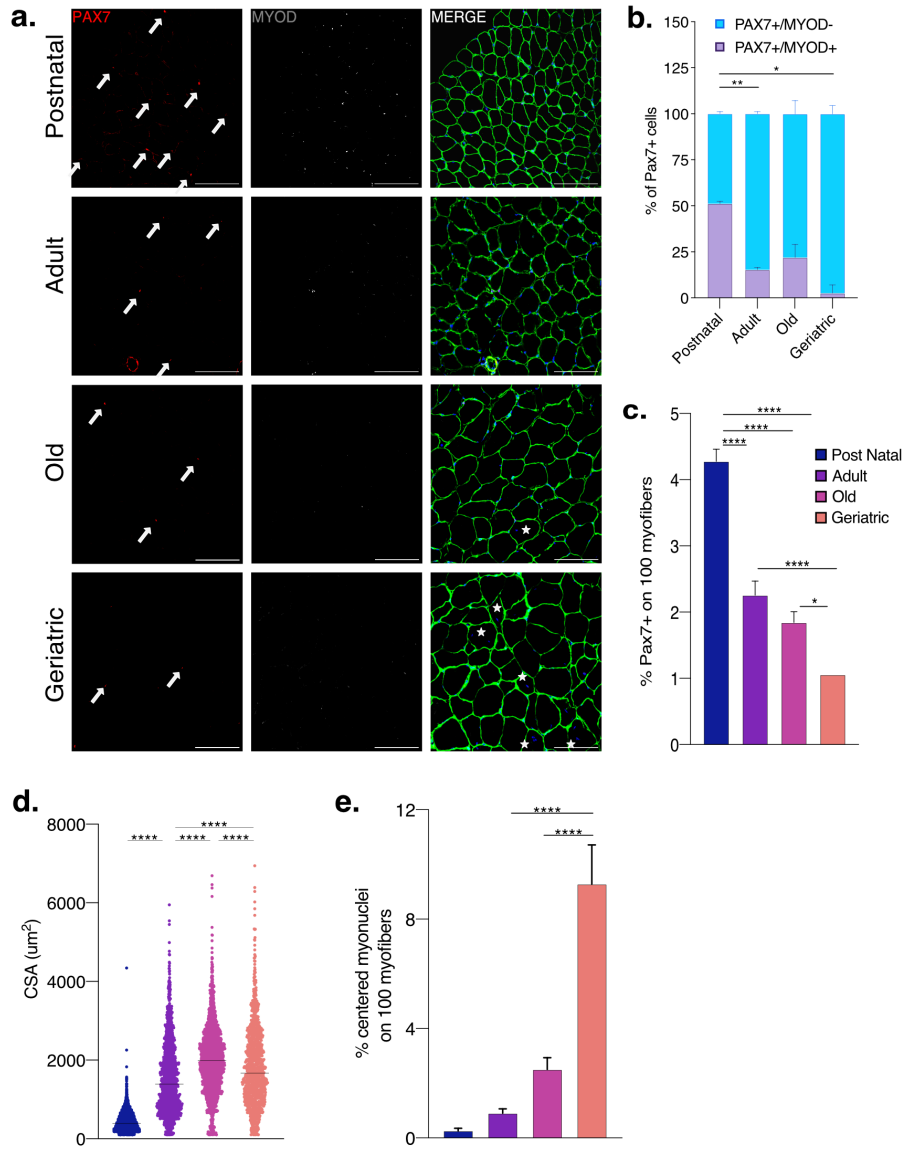 a.
PAX7
MYOD
MERGE
Postnatal
Adult
Old
Geriatric
b.
PAX7+/MYOD-
PAX7+/MYOD+
% of Pax7+ cells
150
125
100
75
50
25
0
*
**
Postnatal
Adult
Old
Geriatric
c.
% Pax7+ on 100 myofibers
5
4
3
2
1
0
****
****
****
****
*
Post Natal
Adult
Old
Geriatric
d.
CSA (um²)
8000
6000
4000
2000
0
****
**** **** ****
e.
% centered myonuclei
on 100 myofibers
12
8
4
0
****
****